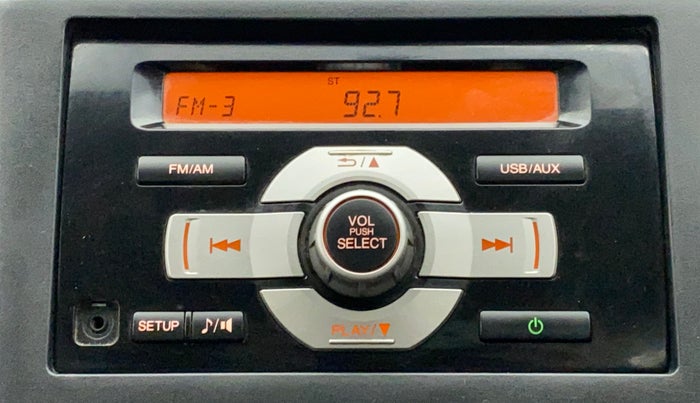 ST
FM-3 92.7
FM/AM
USB/AUX
VOL
PUSH
SELECT
SETUP
PLAY/▼